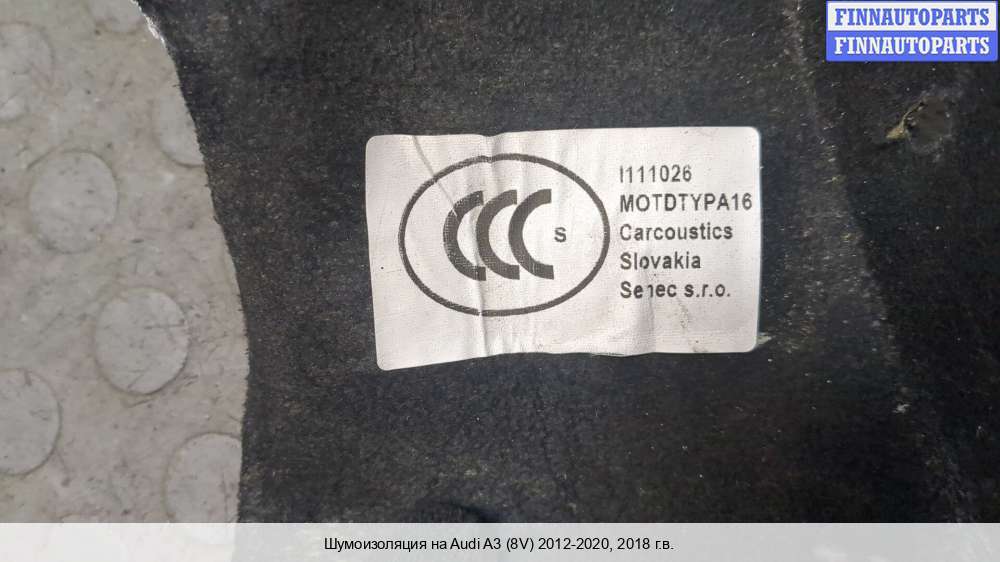 FINNAUTOPARTS
FINNAUTOPARTS
CCC S
I111026
MOTDTYPA16
Carcoustics
Slovakia
Senec s.r.o.
Шумоизоляция на Audi A3 (8V) 2012-2020, 2018 г.в.